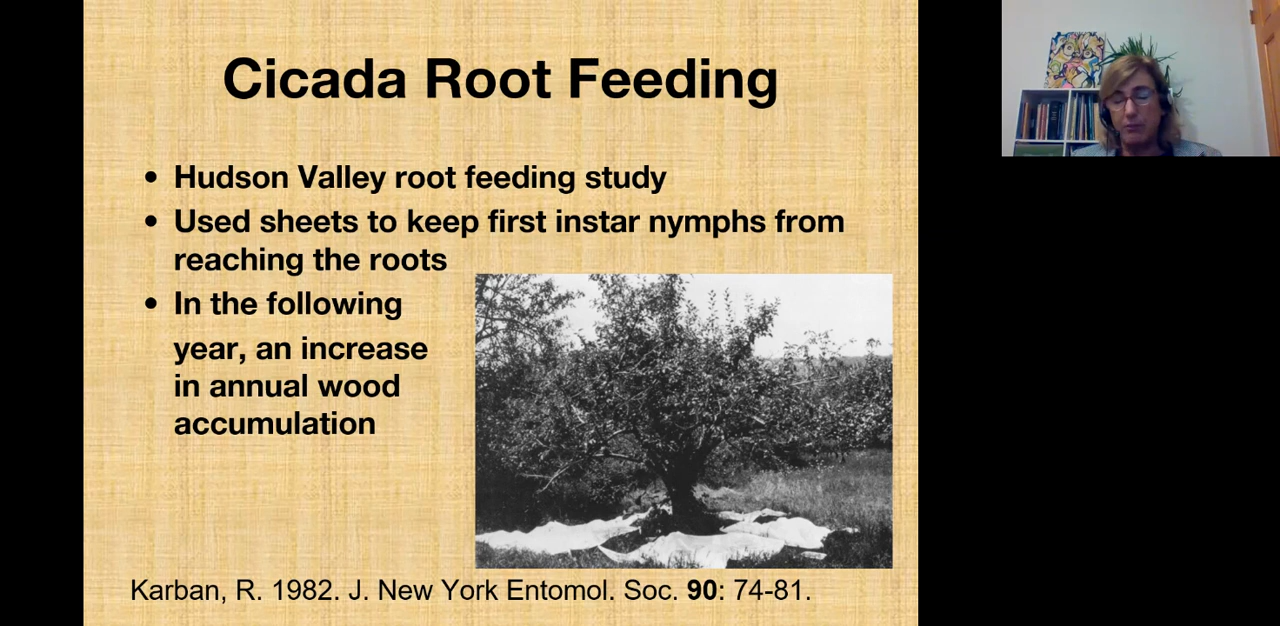 Cicada Root Feeding
• Hudson Valley root feeding study
• Used sheets to keep first instar nymphs from
reaching the roots
• In the following
year, an increase
in annual wood
accumulation
Karban, R. 1982. J. New York Entomol. Soc. 90: 74-81.